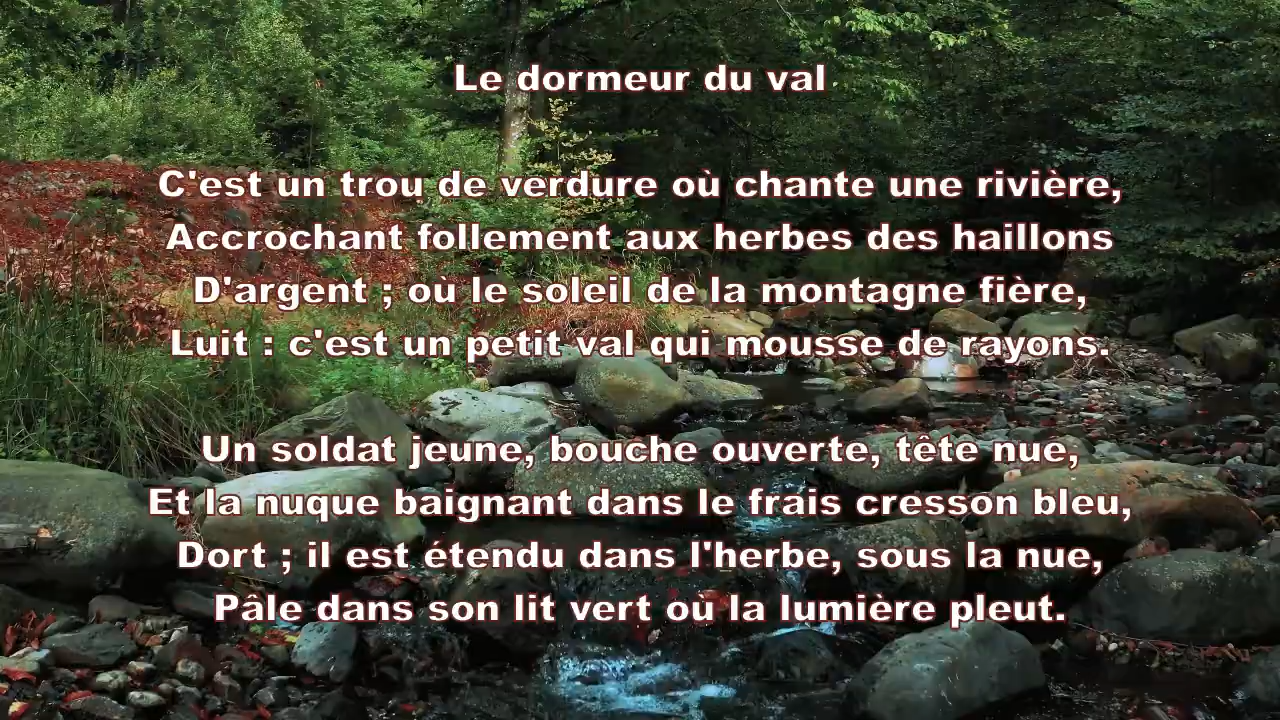 Le dormeur du val
C'est un trou de verdure où chante une rivière,
Accrochant follement aux herbes des haillons
D'argent ; où le soleil de la montagne fière,
Luit : c'est un petit val qui mousse de rayons.
Un soldat jeune, bouche ouverte, tête nue,
Et la nuque baignant dans le frais cresson bleu,
Dort ; il est étendu dans l'herbe, sous la nue,
Pâle dans son lit vert où la lumière pleut.